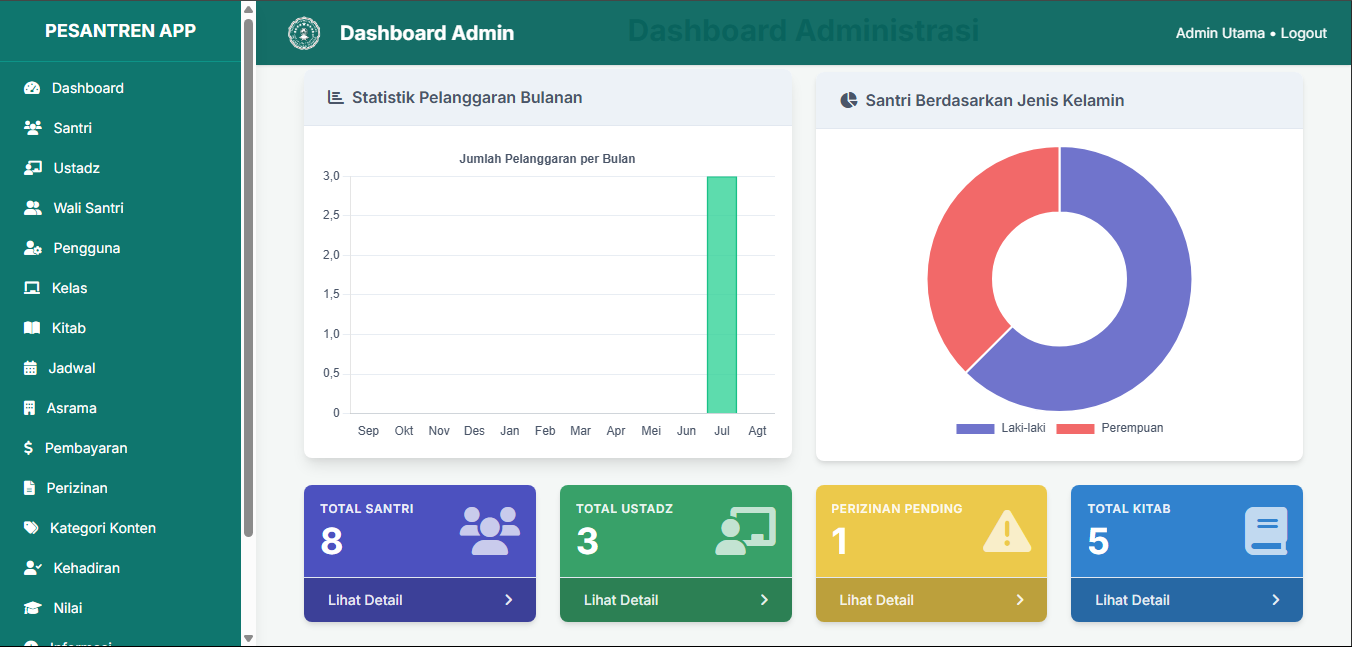 PESANTREN APP
Dashboard
Santri
Ustadz
Wali Santri
Pengguna
Kelas
Kitab
Jadwal
Asrama
Pembayaran
Perizinan
Kategori Konten
Kehadiran
Nilai
Informasi
Dashboard Admin
Dashboard Administrasi
Admin Utama • Logout
Statistik Pelanggaran Bulanan
Jumlah Pelanggaran per Bulan
3,0
2,5
2,0
1,5
1,0
0,5
0
Sep Okt Nov Des Jan Feb Mar Apr Mei Jun Jul Agt
Santri Berdasarkan Jenis Kelamin
Laki-laki Perempuan
TOTAL SANTRI
8
Lihat Detail
TOTAL USTADZ
3
Lihat Detail
PERIZINAN PENDING
1
Lihat Detail
TOTAL KITAB
5
Lihat Detail